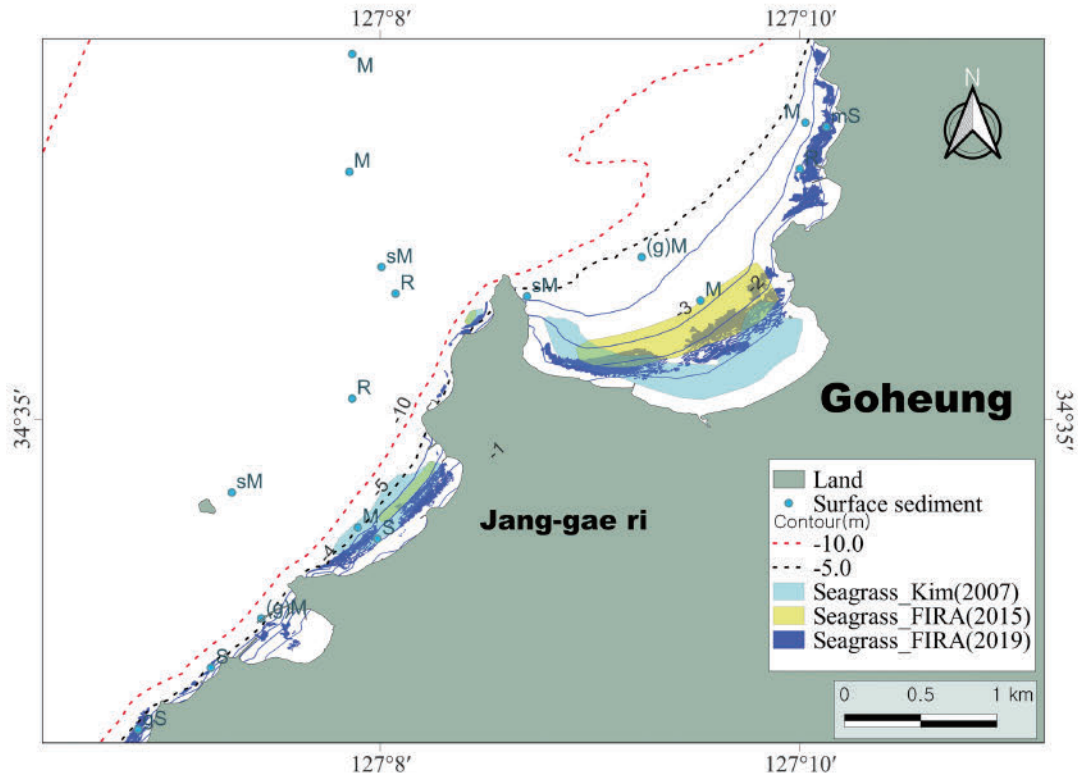 127°8′
127°10′
N
M
M
mS
S
M
(g)M
sM
R
sM
M
-3
-2
R
-10
34°35′
34°35′
Goheung
-1
sM
-5
Jang-gae ri
M
S
-4
(g)M
S
gS
Land
Surface sediment
Contour(m)
-10.0
-5.0
Seagrass_Kim(2007)
Seagrass_FIRA(2015)
Seagrass_FIRA(2019)
0 0.5 1 km
127°8′
127°10′